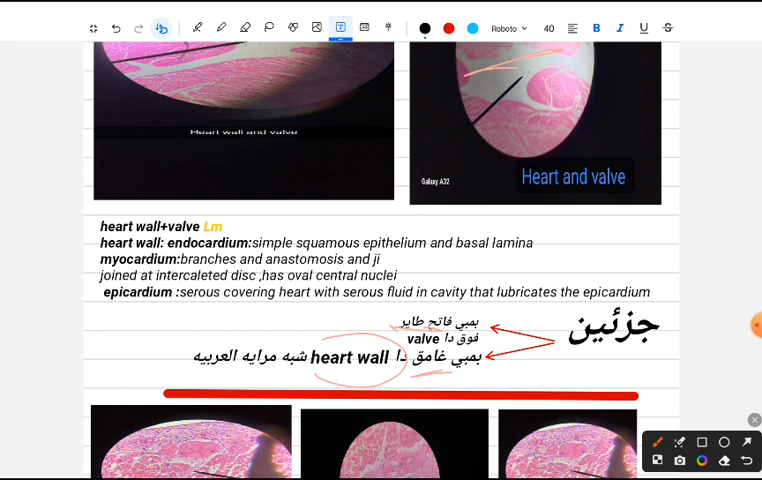 Roboto
40
B I U S
Heart wall and valve
Galaxy A32
Heart and valve
heart wall+valve Lm
heart wall: endocardium:simple squamous epithelium and basal lamina
myocardium:branches and anastomosis and ji
joined at intercaleted disc ,has oval central nuclei
epicardium :serous covering heart with serous fluid in cavity that lubricates the epicardium
جزئين
بمبي فاتح طاير
فوق دا valve
بمبي غامق دا heart wall شبه مرايه العربيه